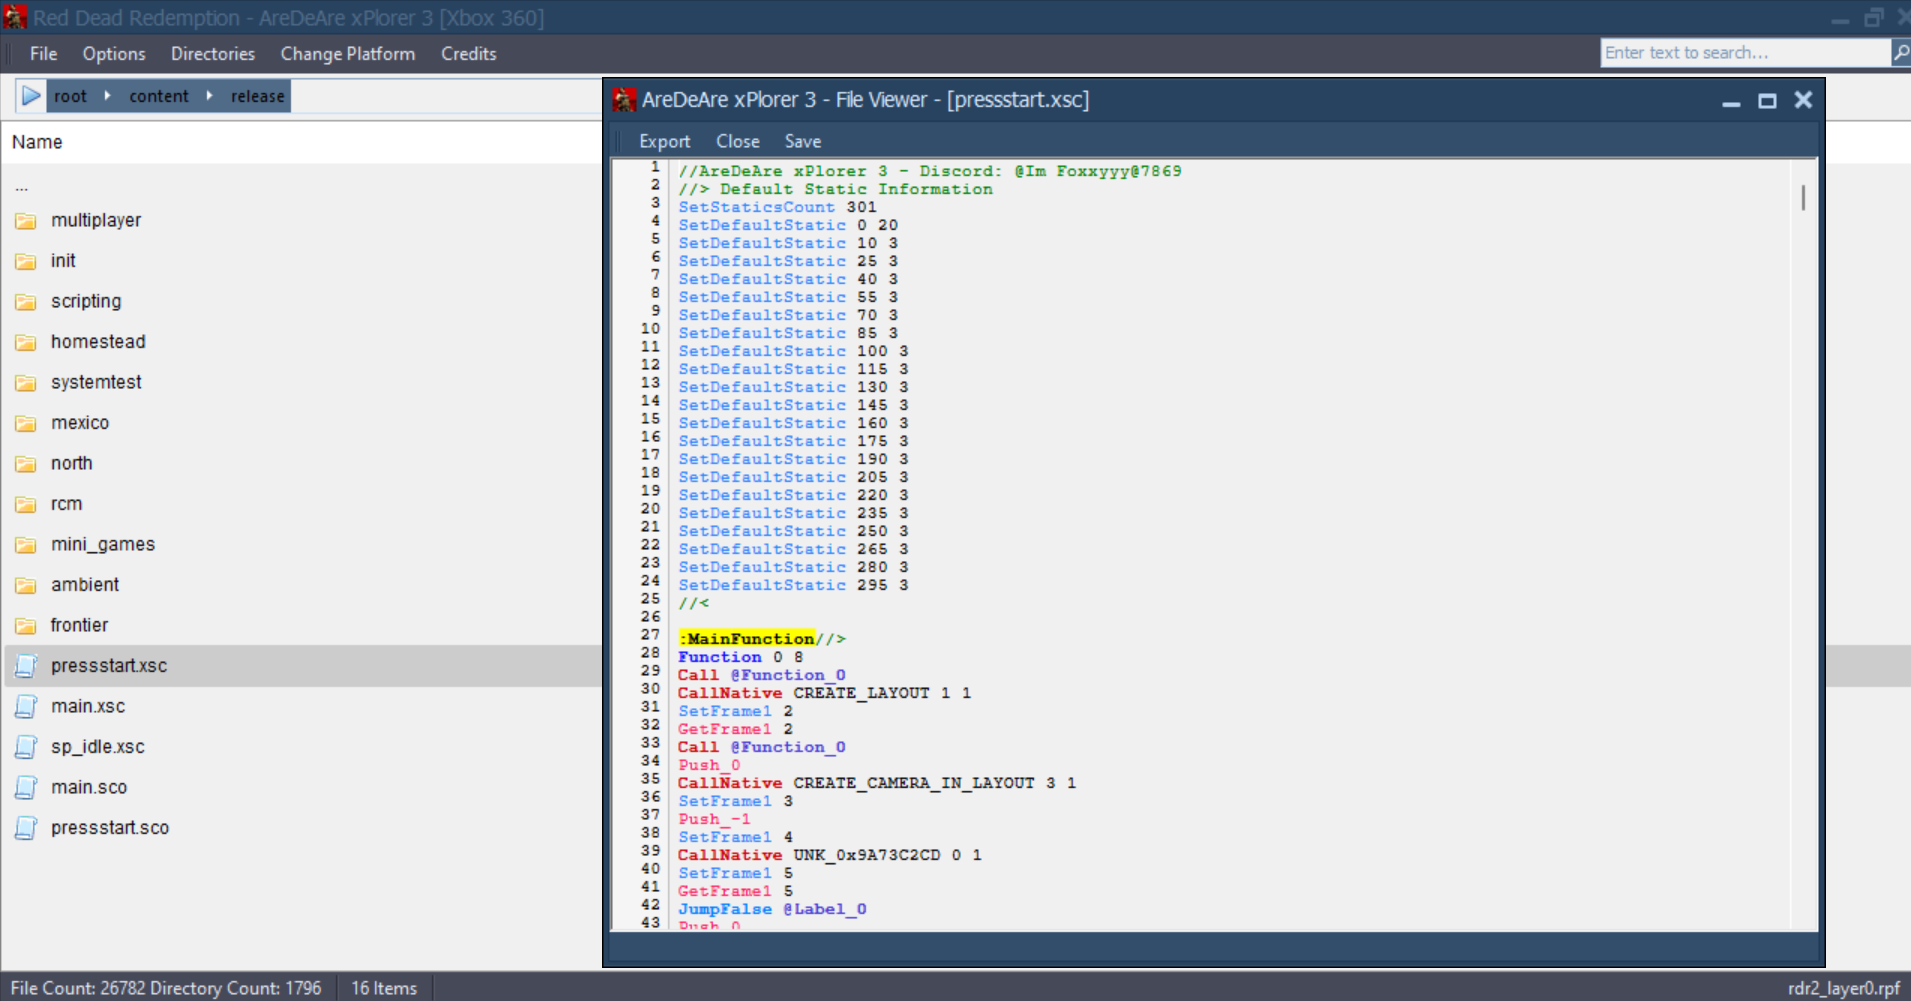 Red Dead Redemption - AreDeAre xPlorer 3 [Xbox 360]
File Options Directories Change Platform Credits
Enter text to search...
root content release
Name
...
multiplayer
init
scripting
homestead
systemtest
mexico
north
rcm
mini_games
ambient
frontier
pressstart.xsc
main.xsc
sp_idle.xsc
main.sco
pressstart.sco
AreDeAre xPlorer 3 - File Viewer - [pressstart.xsc]
Export Close Save
1 //AreDeAre xPlorer 3 - Discord: @Im Foxxyyy@7869
2 //> Default Static Information
3 SetStaticsCount 301
4 SetDefaultStatic 0 20
5 SetDefaultStatic 10 3
6 SetDefaultStatic 25 3
7 SetDefaultStatic 40 3
8 SetDefaultStatic 55 3
9 SetDefaultStatic 70 3
10 SetDefaultStatic 85 3
11 SetDefaultStatic 100 3
12 SetDefaultStatic 115 3
13 SetDefaultStatic 130 3
14 SetDefaultStatic 145 3
15 SetDefaultStatic 160 3
16 SetDefaultStatic 175 3
17 SetDefaultStatic 190 3
18 SetDefaultStatic 205 3
19 SetDefaultStatic 220 3
20 SetDefaultStatic 235 3
21 SetDefaultStatic 250 3
22 SetDefaultStatic 265 3
23 SetDefaultStatic 280 3
24 SetDefaultStatic 295 3
25 //<
26
27 :MainFunction//>
28 Function 0 8
29 Call @Function_0
30 CallNative CREATE_LAYOUT 1 1
31 SetFrame1 2
32 GetFrame1 2
33 Call @Function_0
34 Push_0
35 CallNative CREATE_CAMERA_IN_LAYOUT 3 1
36 SetFrame1 3
37 Push_-1
38 SetFrame1 4
39 CallNative UNK_0x9A73C2CD 0 1
40 SetFrame1 5
41 GetFrame1 5
42 JumpFalse @Label_0
43 Push_0
File Count: 26782 Directory Count: 1796 16 Items
rdr2_layer0.rpf